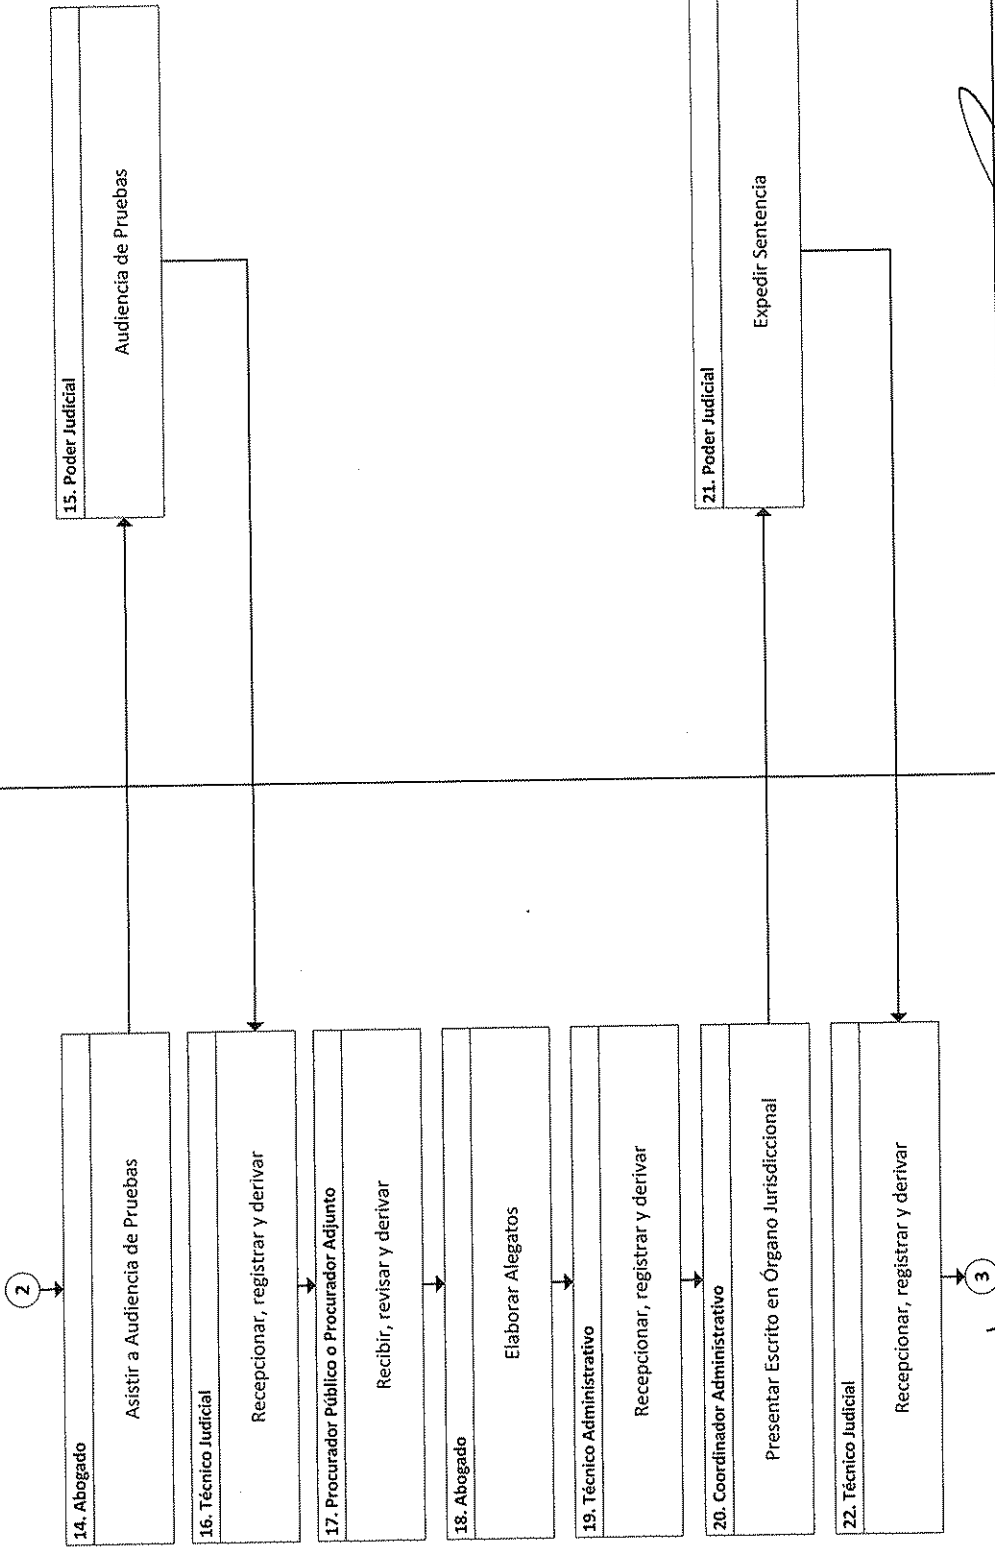 2
14. Abogado
Asistir a Audiencia de Pruebas
15. Poder Judicial
Audiencia de Pruebas
16. Técnico Judicial
Recepcionar, registrar y derivar
17. Procurador Público o Procurador Adjunto
Recibir, revisar y derivar
18. Abogado
Elaborar Alegatos
19. Técnico Administrativo
Recepcionar, registrar y derivar
20. Coordinador Administrativo
Presentar Escrito en Órgano Jurisdiccional
21. Poder Judicial
Expedir Sentencia
22. Técnico Judicial
Recepcionar, registrar y derivar
3